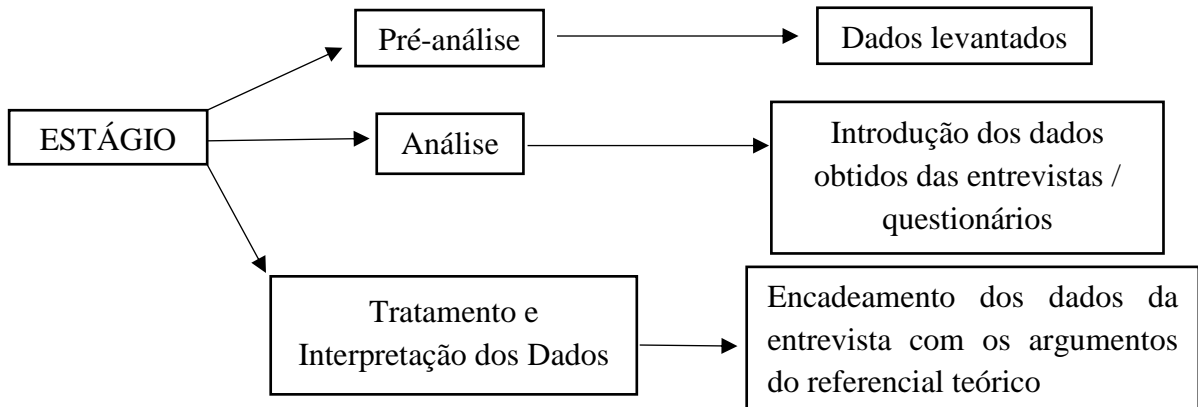 Pré-análise
Dados levantados
ESTÁGIO
Análise
Introdução dos dados
obtidos das entrevistas /
questionários
Tratamento e
Interpretação dos Dados
Encadeamento dos dados da
entrevista com os argumentos
do referencial teórico